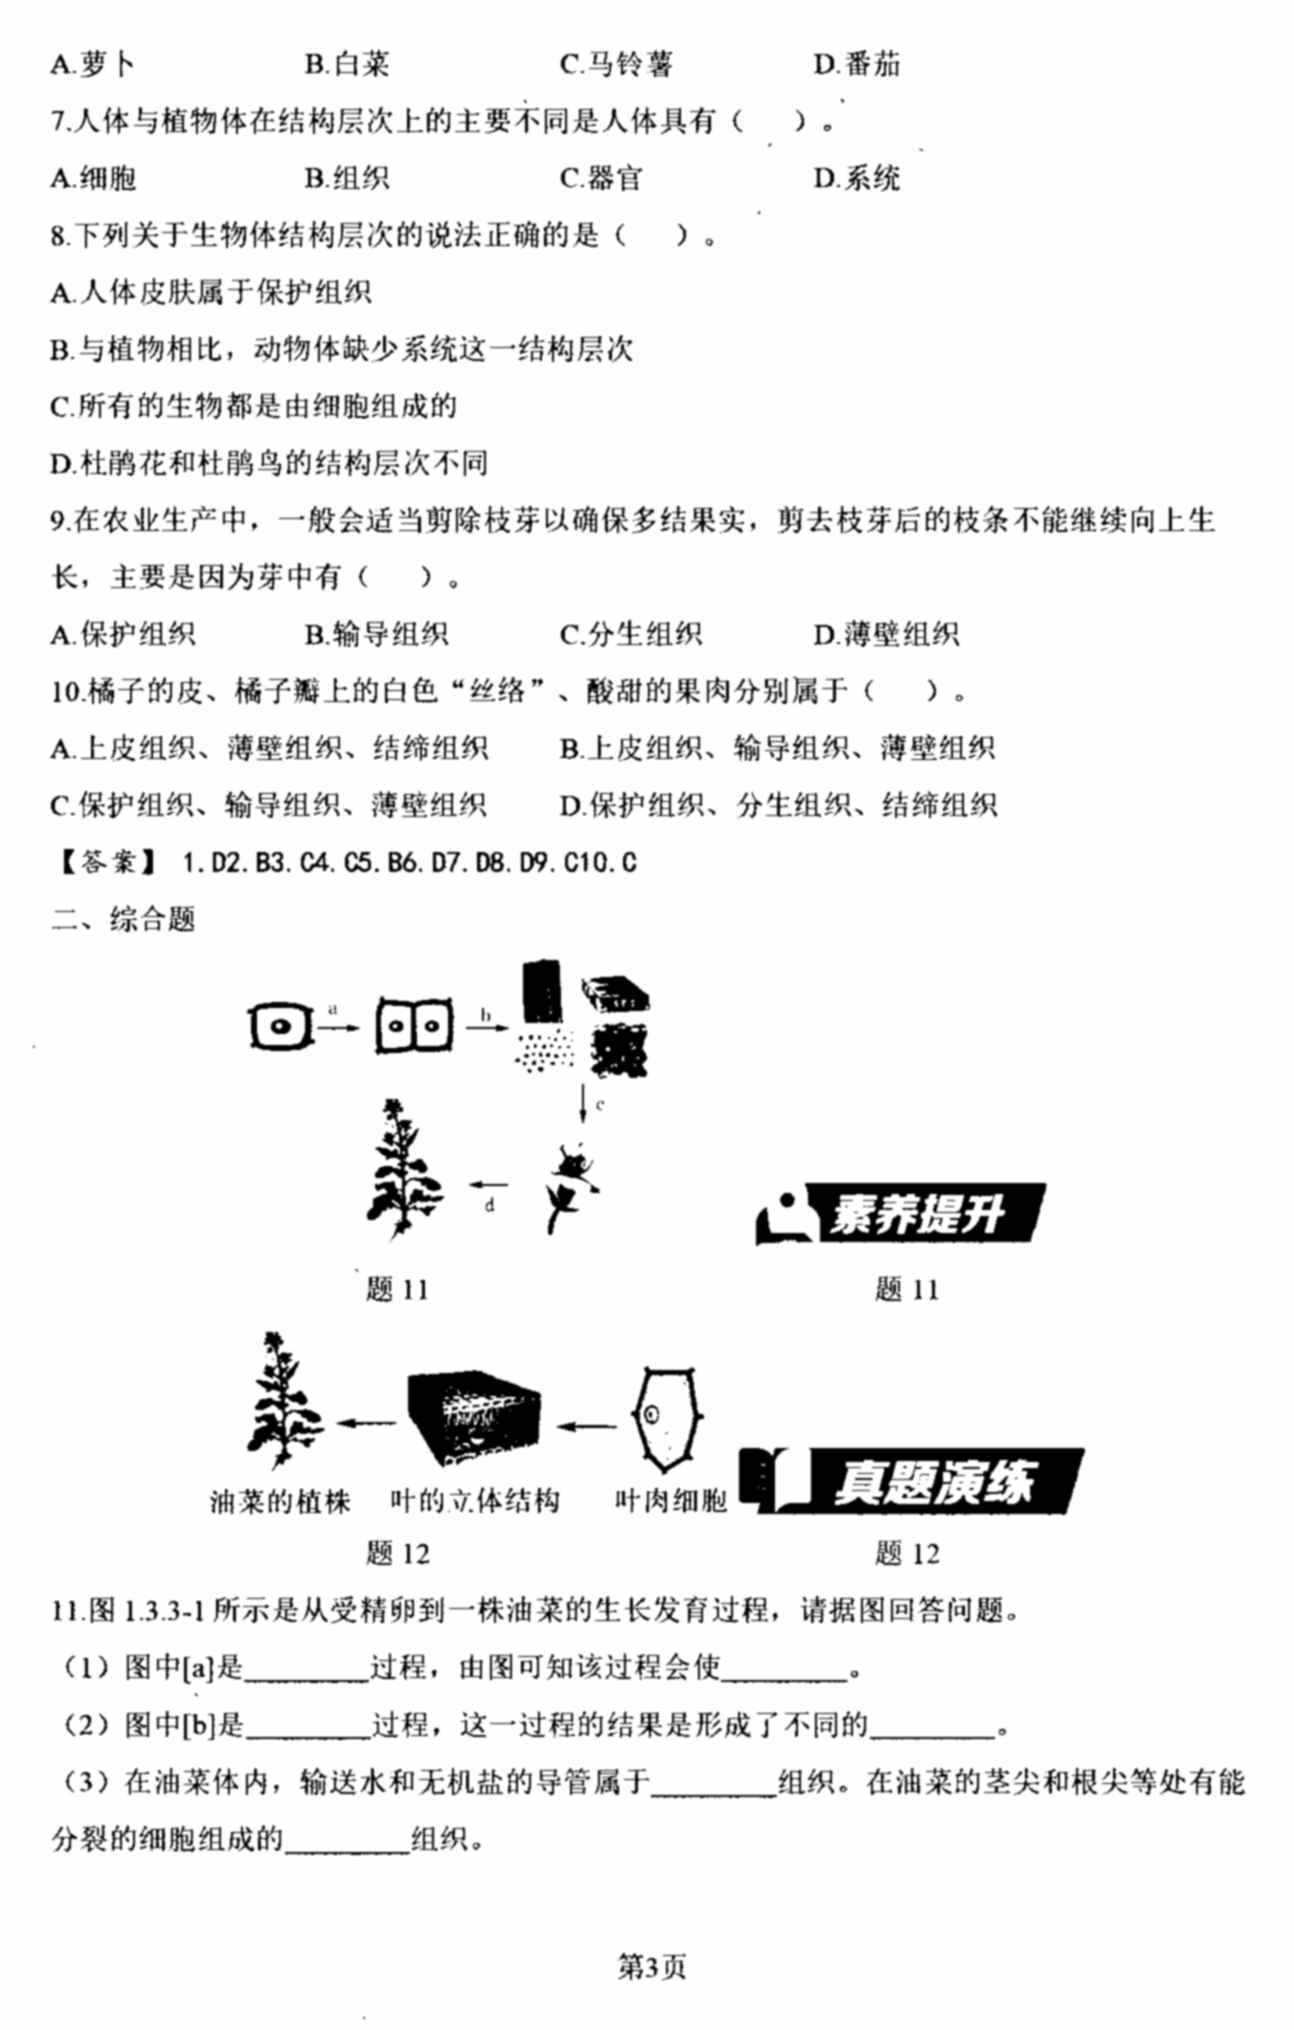 A.萝卜 B.白菜 C.马铃薯 D.番茄
7.人体与植物体在结构层次上的主要不同是人体具有（ ）。
A.细胞 B.组织 C.器官 D.系统
8.下列关于生物体结构层次的说法正确的是（ ）。
A.人体皮肤属于保护组织
B.与植物相比，动物体缺少系统这一结构层次
C.所有的生物都是由细胞组成的
D.杜鹃花和杜鹃鸟的结构层次不同
9.在农业生产中，一般会适当剪除枝芽以确保多结果实，剪去枝芽后的枝条不能继续向上生
长，主要是因为芽中有（ ）。
A.保护组织 B.输导组织 C.分生组织 D.薄壁组织
10.橘子的皮、橘子瓣上的白色“丝络”、酸甜的果肉分别属于（ ）。
A.上皮组织、薄壁组织、结缔组织 B.上皮组织、输导组织、薄壁组织
C.保护组织、输导组织、薄壁组织 D.保护组织、分生组织、结缔组织
【答案】 1.D2.B3.C4.C5.B6.D7.D8.D9.C10.C
二、综合题
a
b
c
d
素养提升
题 11 题 11
油菜的植株 叶的立体结构 叶肉细胞
真题演练
题 12 题 12
11.图 1.3.3-1 所示是从受精卵到一株油菜的生长发育过程，请据图回答问题。
（1）图中[a]是________过程，由图可知该过程会使________。
（2）图中[b]是________过程，这一过程的结果是形成了不同的________。
（3）在油菜体内，输送水和无机盐的导管属于________组织。在油菜的茎尖和根尖等处有能
分裂的细胞组成的________组织。
第3页